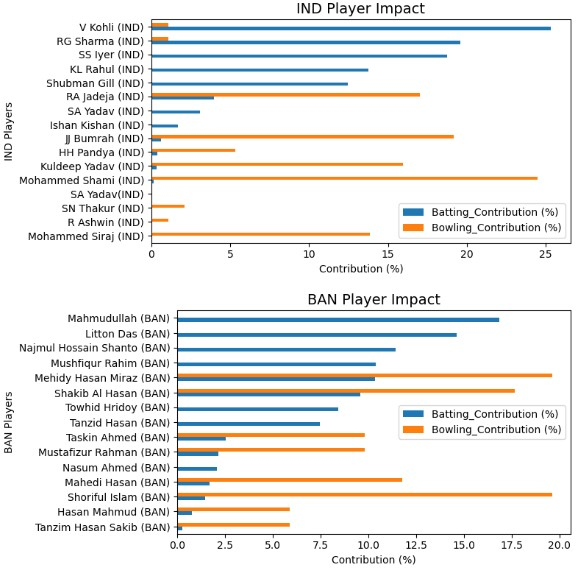 IND Player Impact
IND Players
V Kohli (IND)
RG Sharma (IND)
SS Iyer (IND)
KL Rahul (IND)
Shubman Gill (IND)
RA Jadeja (IND)
SA Yadav (IND)
Ishan Kishan (IND)
JJ Bumrah (IND)
HH Pandya (IND)
Kuldeep Yadav (IND)
Mohammed Shami (IND)
SA Yadav(IND)
SN Thakur (IND)
R Ashwin (IND)
Mohammed Siraj (IND)
Batting_Contribution (%)
Bowling_Contribution (%)
0 5 10 15 20 25
Contribution (%)
BAN Player Impact
BAN Players
Mahmudullah (BAN)
Litton Das (BAN)
Najmul Hossain Shanto (BAN)
Mushfiqur Rahim (BAN)
Mehidy Hasan Miraz (BAN)
Shakib Al Hasan (BAN)
Towhid Hridoy (BAN)
Tanzid Hasan (BAN)
Taskin Ahmed (BAN)
Mustafizur Rahman (BAN)
Nasum Ahmed (BAN)
Mahedi Hasan (BAN)
Shoriful Islam (BAN)
Hasan Mahmud (BAN)
Tanzim Hasan Sakib (BAN)
Batting_Contribution (%)
Bowling_Contribution (%)
0.0 2.5 5.0 7.5 10.0 12.5 15.0 17.5 20.0
Contribution (%)